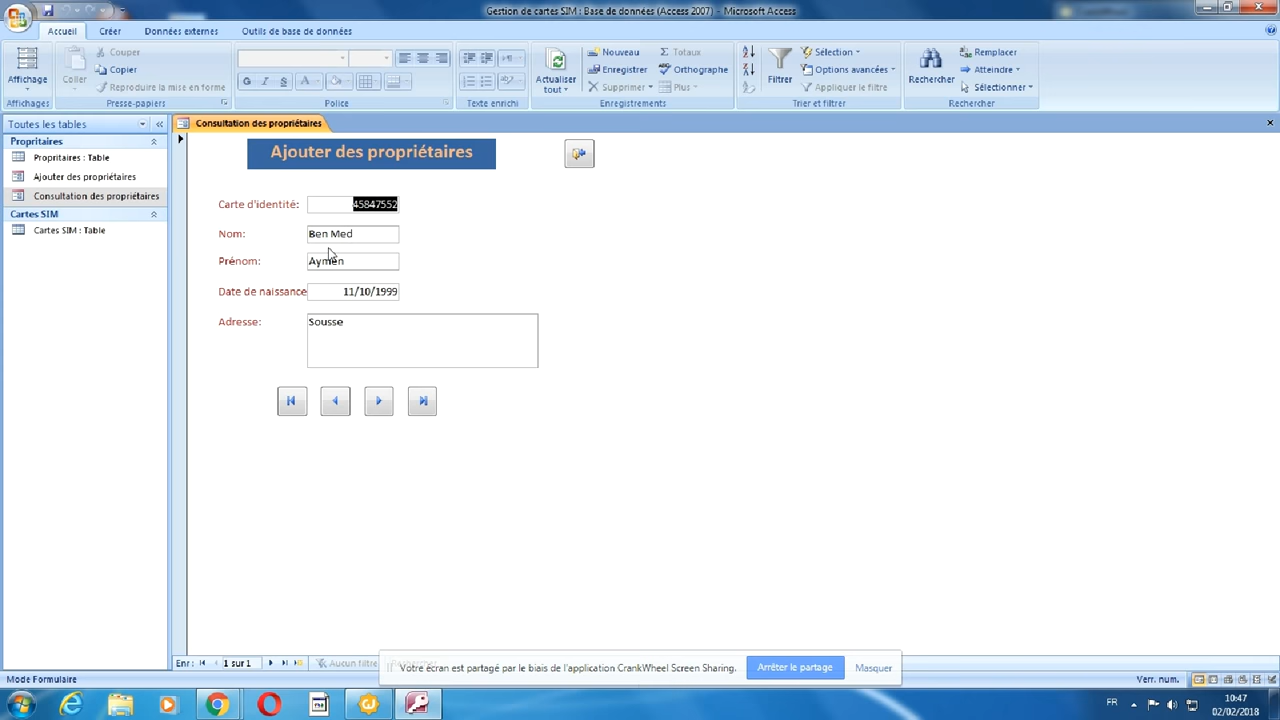 Gestion de cartes SIM : Base de données (Access 2007) - Microsoft Access
Accueil Créer Données externes Outils de base de données
Affichage
Affichages
Coller
Couper
Copier
Reproduire la mise en forme
Presse-papiers
G I S A
Police
Texte enrichi
Actualiser tout
Nouveau
Enregistrer
Supprimer
Totaux
Orthographe
Plus
Enregistrements
Filtrer
Sélection
Options avancées
Appliquer le filtre
Trier et filtrer
Rechercher
Remplacer
Atteindre
Sélectionner
Rechercher
Toutes les tables
Propritaires
Propritaires : Table
Ajouter des propriétaires
Consultation des propriétaires
Cartes SIM
Cartes SIM : Table
Consultation des propriétaires
Ajouter des propriétaires
Carte d'identité: 45847552
Nom: Ben Med
Prénom: Aymen
Date de naissance 11/10/1999
Adresse: Sousse
Enr : 1 sur 1 Aucun filtre
Votre écran est partagé par le biais de l'application CrankWheel Screen Sharing. Arrêter le partage Masquer
Mode Formulaire Verr. num.
FR 10:47
02/02/2018